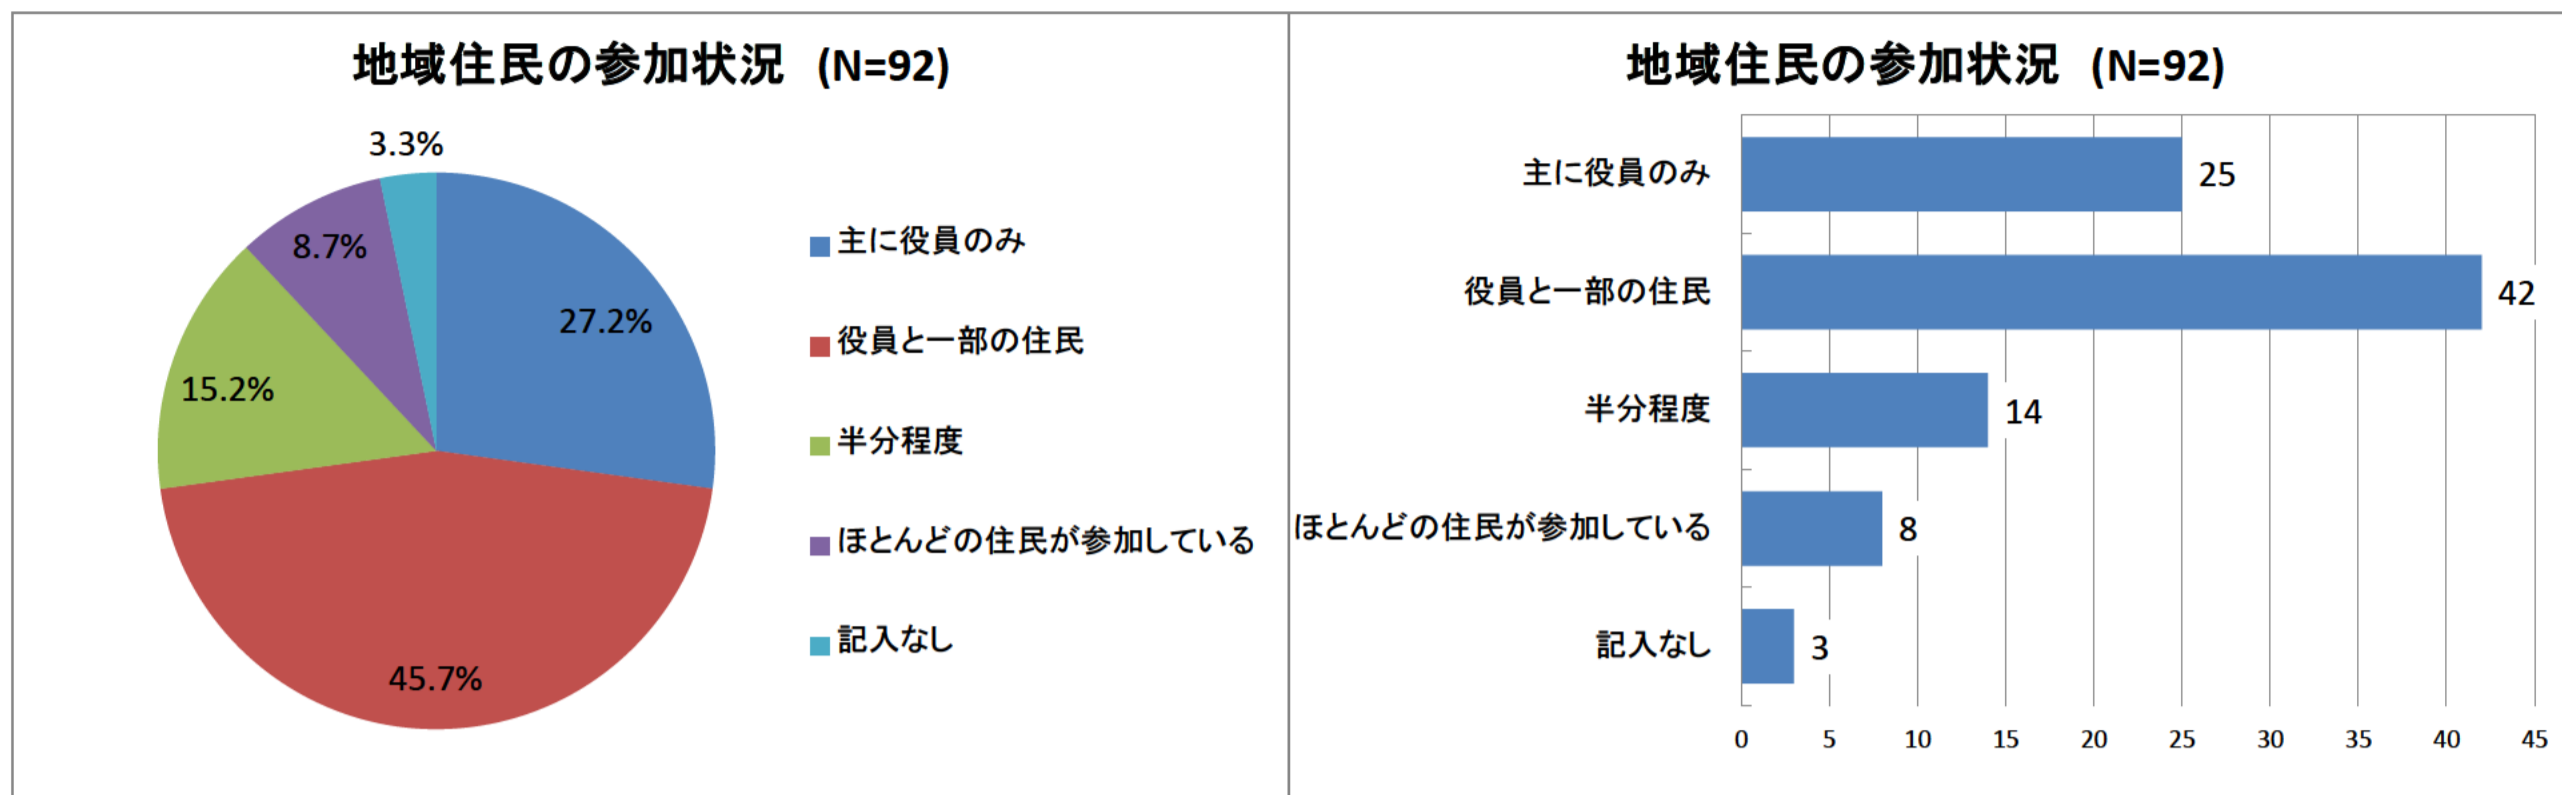 地域住民の参加状況 (N=92)
3.3%
8.7%
27.2%
15.2%
45.7%
主に役員のみ
役員と一部の住民
半分程度
ほとんどの住民が参加している
記入なし
地域住民の参加状況 (N=92)
主に役員のみ 25
役員と一部の住民 42
半分程度 14
ほとんどの住民が参加している 8
記入なし 3
0 5 10 15 20 25 30 35 40 45